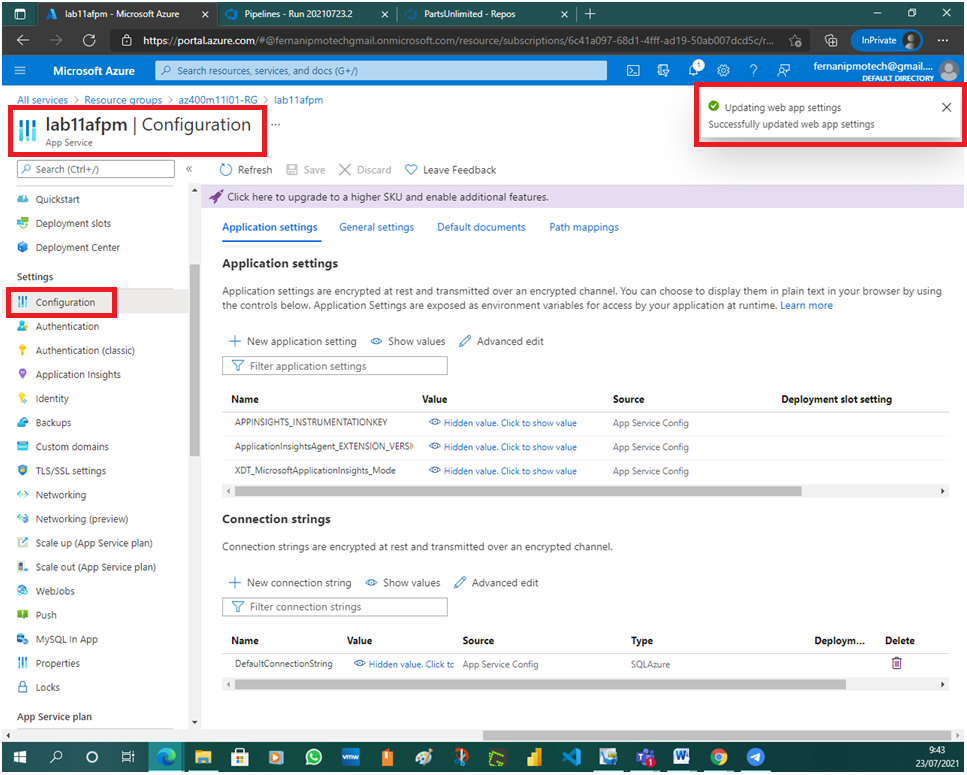 lab11afpm - Microsoft Azure
Pipelines - Run 20210723.2
PartsUnlimited - Repos
https://portal.azure.com/#@fernanipmotechgmail.onmicrosoft.com/resource/subscriptions/6c41a097-68d1-4fff-ad19-50ab007dcd5c/r...
InPrivate
Microsoft Azure
Search resources, services, and docs (G+/)
1
fernanipmotech@gmail....
DEFAULT DIRECTORY
All services > Resource groups > az400m11l01-RG > lab11afpm
lab11afpm | Configuration ...
App Service
Updating web app settings
Successfully updated web app settings
Search (Ctrl+/)
Refresh Save Discard Leave Feedback
Click here to upgrade to a higher SKU and enable additional features.
Quickstart
Deployment slots
Deployment Center
Settings
Configuration
Authentication
Authentication (classic)
Application Insights
Identity
Backups
Custom domains
TLS/SSL settings
Networking
Networking (preview)
Scale up (App Service plan)
Scale out (App Service plan)
WebJobs
Push
MySQL In App
Properties
Locks
App Service plan
Application settings General settings Default documents Path mappings
Application settings
Application settings are encrypted at rest and transmitted over an encrypted channel. You can choose to display them in plain text in your browser by using
the controls below. Application Settings are exposed as environment variables for access by your application at runtime. Learn more
New application setting Show values Advanced edit
Filter application settings
Name Value Source Deployment slot setting
APPINSIGHTS_INSTRUMENTATIONKEY Hidden value. Click to show value App Service Config
ApplicationInsightsAgent_EXTENSION_VERSI Hidden value. Click to show value App Service Config
XDT_MicrosoftApplicationInsights_Mode Hidden value. Click to show value App Service Config
Connection strings
Connection strings are encrypted at rest and transmitted over an encrypted channel.
New connection string Show values Advanced edit
Filter connection strings
Name Value Source Type Deploym... Delete
DefaultConnectionString Hidden value. Click tc App Service Config SQLAzure
vmw
1
9:43
23/07/2021